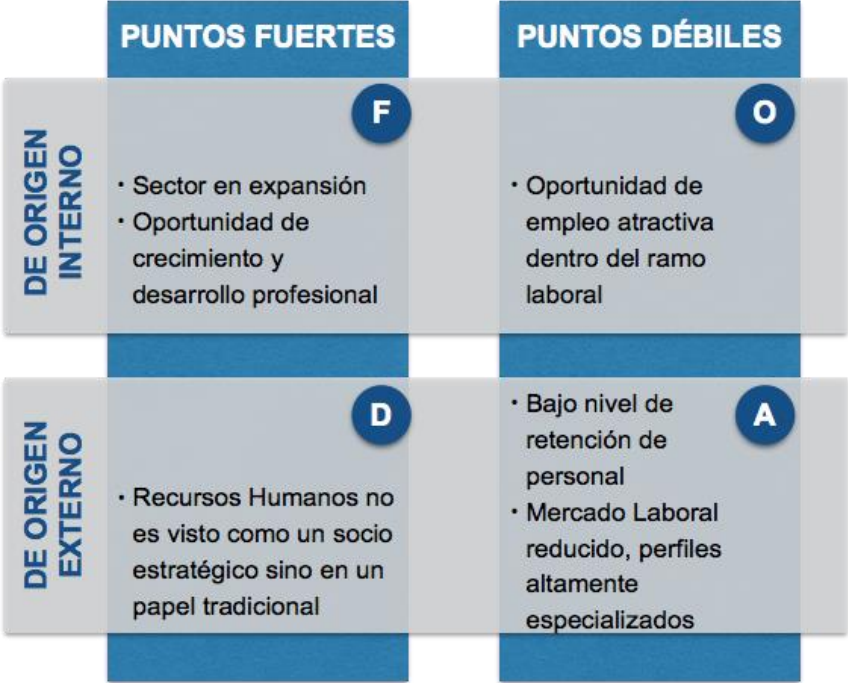 PUNTOS FUERTES
PUNTOS DÉBILES
DE ORIGEN
INTERNO
F
• Sector en expansión
• Oportunidad de
crecimiento y
desarrollo profesional
O
• Oportunidad de
empleo atractiva
dentro del ramo
laboral
DE ORIGEN
EXTERNO
D
• Recursos Humanos no
es visto como un socio
estratégico sino en un
papel tradicional
A
• Bajo nivel de
retención de
personal
• Mercado Laboral
reducido, perfiles
altamente
especializados